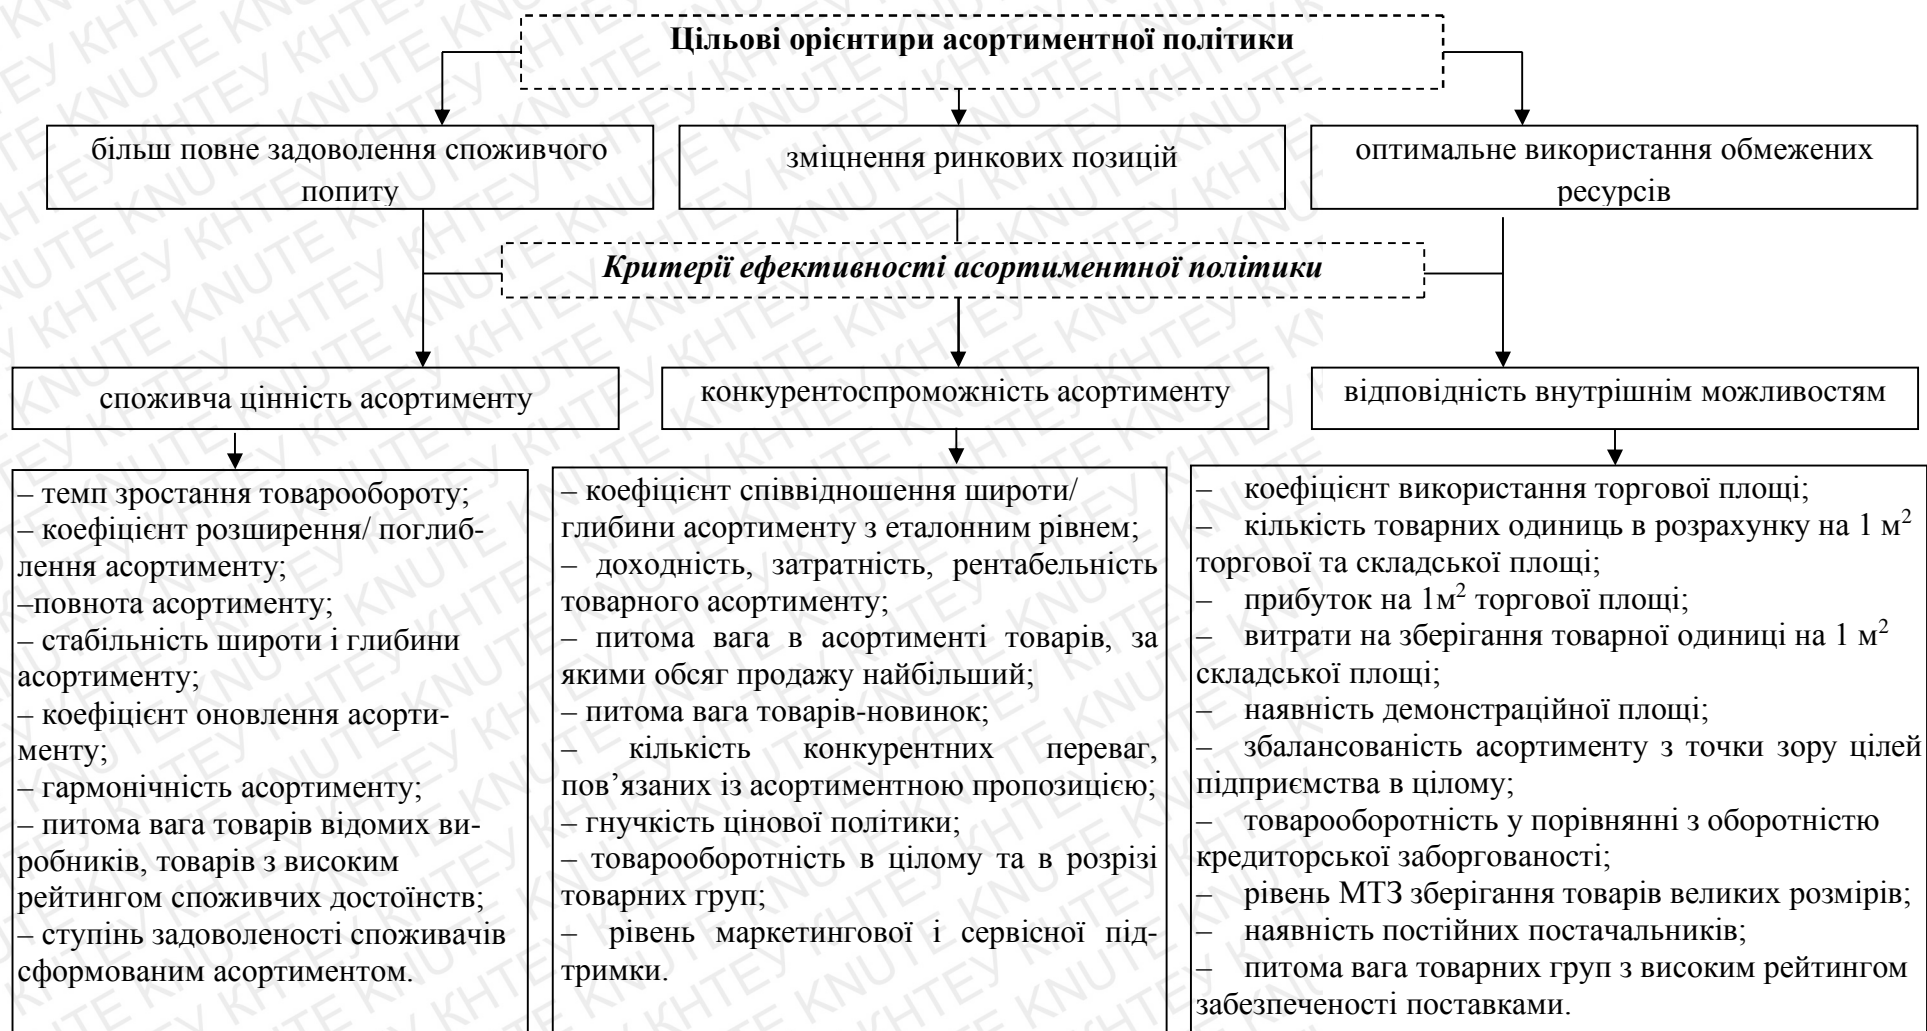 Цільові орієнтири асортиментної політики
більш повне задоволення споживчого
попиту
зміцнення ринкових позицій
оптимальне використання обмежених
ресурсів
Критерії ефективності асортиментної політики
споживча цінність асортименту
конкурентоспроможність асортименту
відповідність внутрішнім можливостям
– темп зростання товарообороту;
– коефіцієнт розширення/ поглиб-
лення асортименту;
–повнота асортименту;
– стабільність широти і глибини
асортименту;
– коефіцієнт оновлення асорти-
менту;
– гармонічність асортименту;
– питома вага товарів відомих ви-
робників, товарів з високим
рейтингом споживчих достоїнств;
– ступінь задоволеності споживачів
сформованим асортиментом.
– коефіцієнт співвідношення широти/
глибини асортименту з еталонним рівнем;
– доходність, затратність, рентабельність
товарного асортименту;
– питома вага в асортименті товарів, за
якими обсяг продажу найбільший;
– питома вага товарів-новинок;
– кількість конкурентних переваг,
пов’язаних із асортиментною пропозицією;
– гнучкість цінової політики;
– товарооборотність в цілому та в розрізі
товарних груп;
– рівень маркетингової і сервісної під-
тримки.
– коефіцієнт використання торгової площі;
– кількість товарних одиниць в розрахунку на 1 м²
торгової та складської площі;
– прибуток на 1м² торгової площі;
– витрати на зберігання товарної одиниці на 1 м²
складської площі;
– наявність демонстраційної площі;
– збалансованість асортименту з точки зору цілей
підприємства в цілому;
– товарооборотність у порівнянні з оборотністю
кредиторської заборгованості;
– рівень МТЗ зберігання товарів великих розмірів;
– наявність постійних постачальників;
– питома вага товарних груп з високим рейтингом
забезпеченості поставками.